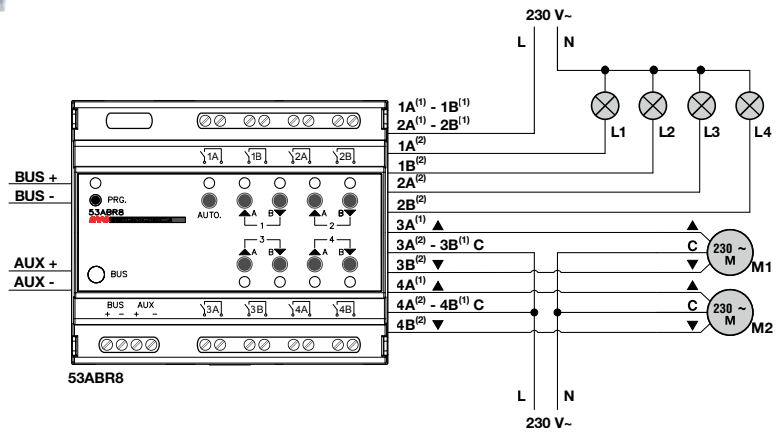 230 V~
L N
1A(1) - 1B(1)
2A(1) - 2B(1)
1A(2)
1B(2)
2A(2)
2B(2)
L1 L2 L3 L4
1A 1B 2A 2B
BUS +
BUS -
PRG.
53ABR8
AUTO.
▲A B▼ ▲A B▼
1 2
3 4
▲A B▼ ▲A B▼
AUX +
AUX -
BUS
BUS AUX
+ − + −
3A 3B 4A 4B
3A(1) ▲ ▲
3A(2) - 3B(1) C C
3B(2) ▼ ▼
230 ~
M
M1
4A(1) ▲ ▲
4A(2) - 4B(1) C C
4B(2) ▼ ▼
230 ~
M
M2
53ABR8
L N
230 V~